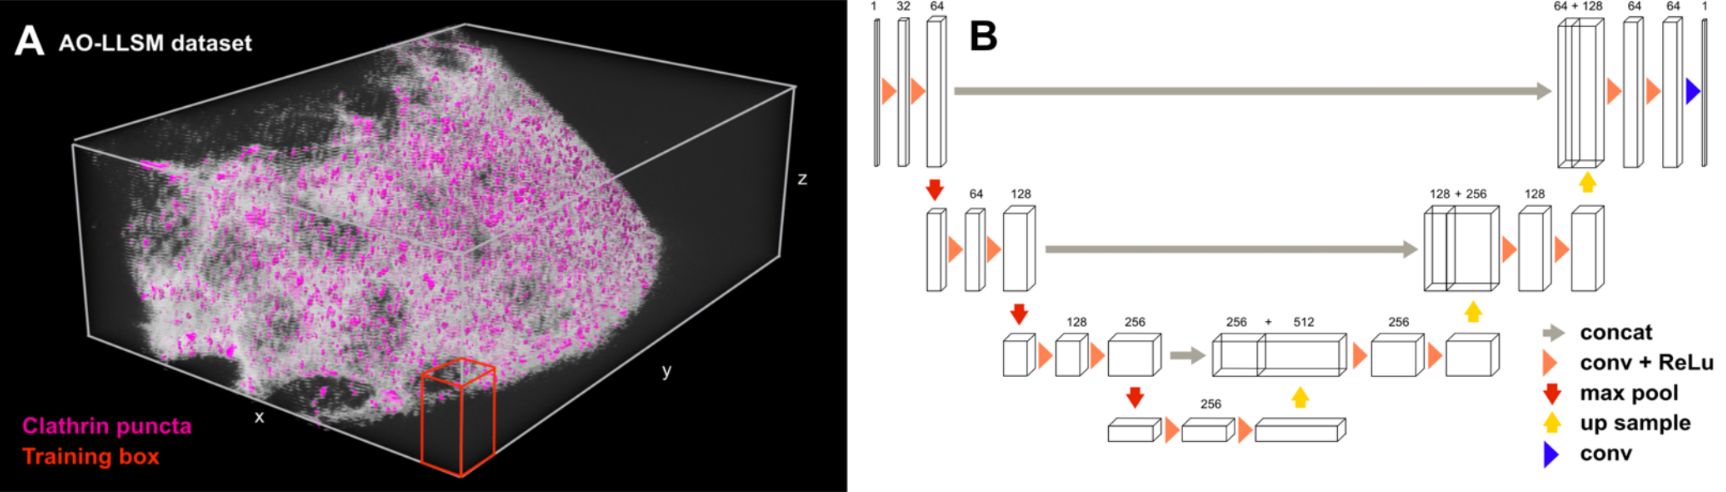 A AO-LLSM dataset
z
y
x
Clathrin puncta
Training box
B
1 32 64
64 + 128 64 64 1
64 128
128 + 256 128
128 256
256 + 512 256
256
concat
conv + ReLu
max pool
up sample
conv